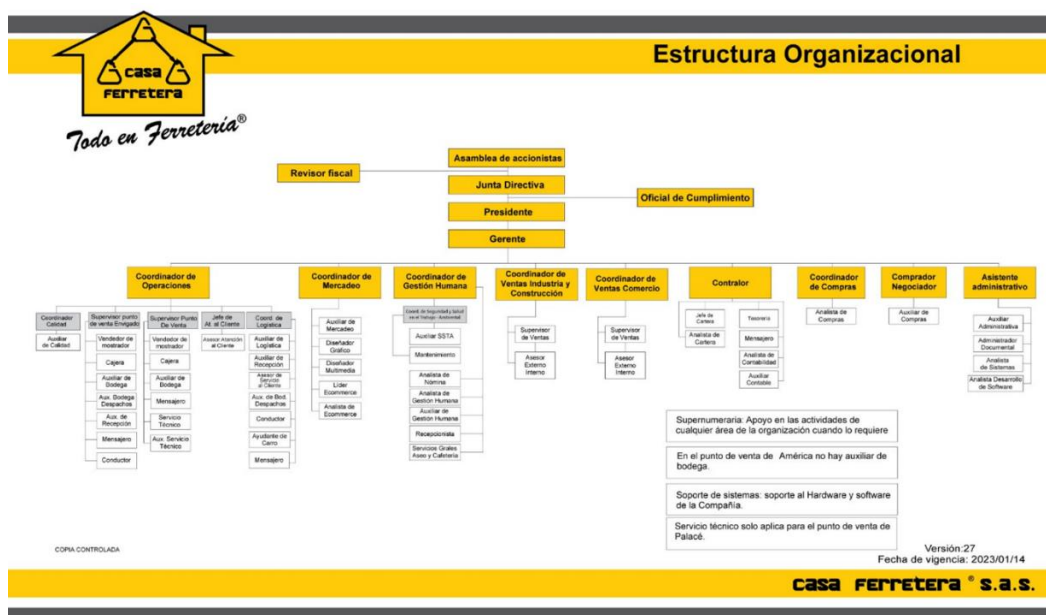 Estructura Organizacional
casa
Ferretera
Todo en Ferretería®
Asamblea de accionistas
Revisor fiscal
Junta Directiva
Oficial de Cumplimiento
Presidente
Gerente
Coordinador de
Operaciones
Coordinador
Calidad
Auxiliar
de Calidad
Supervisor punto
de venta Envigado
Vendedor de
mostrador
Cajera
Auxiliar de
Bodega
Aux. Bodega
Despachos
Aux. de
Recepción
Mensajero
Conductor
Supervisor Punto
De Venta
Vendedor de
mostrador
Cajera
Auxiliar de
Bodega
Mensajero
Servicio
Técnico
Aux. Servicio
Técnico
Jefe de
At. al Cliente
Asesor Atención
al Cliente
Coord. de
Logística
Auxiliar de
Logística
Auxiliar de
Recepción
Asesor de
Servicio
al Cliente
Aux. de Bod.
Despachos
Conductor
Ayudante de
Carro
Mensajero
Coordinador de
Mercadeo
Auxiliar de
Mercadeo
Diseñador
Gráfico
Diseñador
Multimedia
Líder
Ecommerce
Analista de
Ecommerce
Coordinador de
Gestión Humana
Coord. de Seguridad y Salud
en el Trabajo - Ambiental
Auxiliar SSTA
Mantenimiento
Analista de
Nómina
Analista de
Gestión Humana
Auxiliar de
Gestión Humana
Recepcionista
Servicios Grales
Aseo y Cafetería
Coordinador de
Ventas Industria y
Construcción
Supervisor
de Ventas
Asesor
Externo
Interno
Coordinador de
Ventas Comercio
Supervisor
de Ventas
Asesor
Externo
Interno
Contralor
Jefe de
Cartera
Analista de
Cartera
Tesorería
Mensajero
Analista de
Contabilidad
Auxiliar
Contable
Coordinador
de Compras
Analista de
Compras
Comprador
Negociador
Auxiliar de
Compras
Asistente
administrativo
Auxiliar
Administrativa
Administrador
Documental
Analista
de Sistemas
Analista Desarrollo
de Software
Supernumeraria: Apoyo en las actividades de
cualquier área de la organización cuando lo requiere
En el punto de venta de América no hay auxiliar de
bodega.
Soporte de sistemas: soporte al Hardware y software
de la Compañía.
Servicio técnico solo aplica para el punto de venta de
Palacé.
COPIA CONTROLADA
Versión:27
Fecha de vigencia: 2023/01/14
casa Ferretera ® s.a.s.